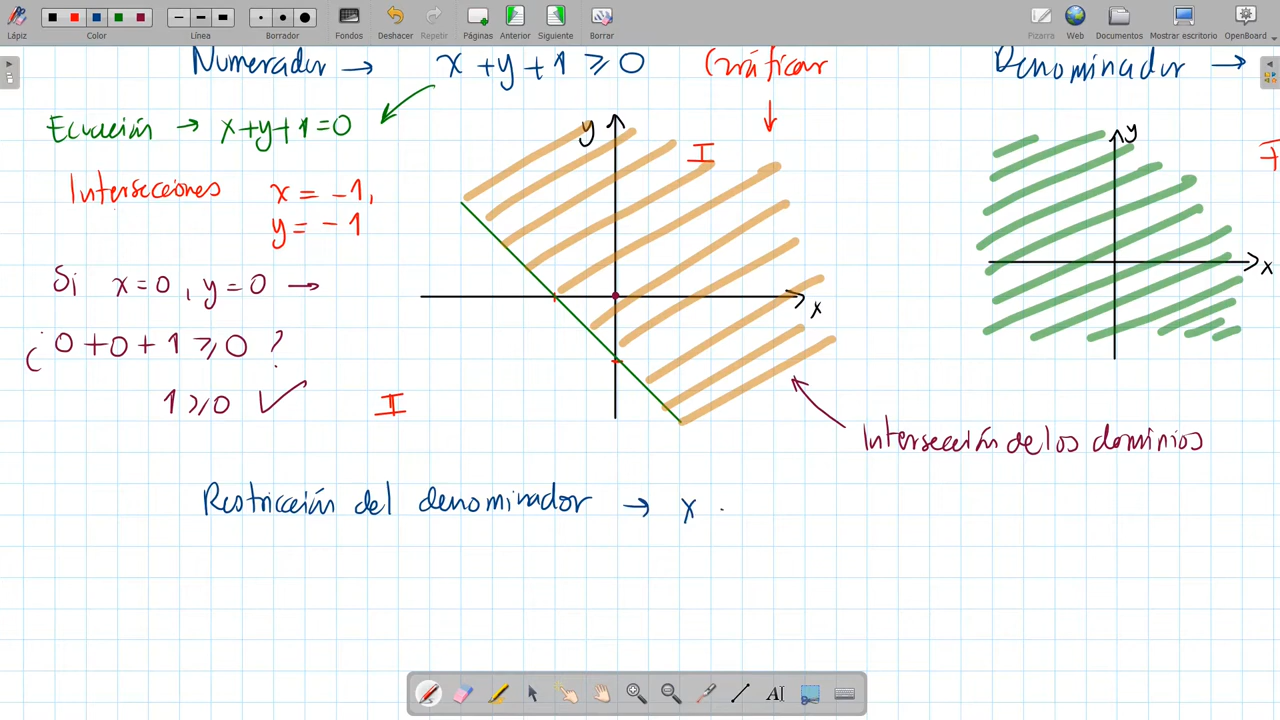 Lápiz
Color
Línea
Borrador
Fondos
Deshacer
Repetir
Páginas
Anterior
Siguiente
Borrar
Pizarra
Web
Documentos
Mostrar escritorio
OpenBoard
Numerador → x+y+1 ≥ 0 Graficar Denominador →
Ecuación → x+y+1=0
Intersecciones x = -1,
y = -1
Si x=0, y=0 →
¿ 0+0+1 ≥ 0 ?
1 ≥ 0 ✓ I
y
I
x
y
x
Intersección de los dominios
Restricción del denominador → x